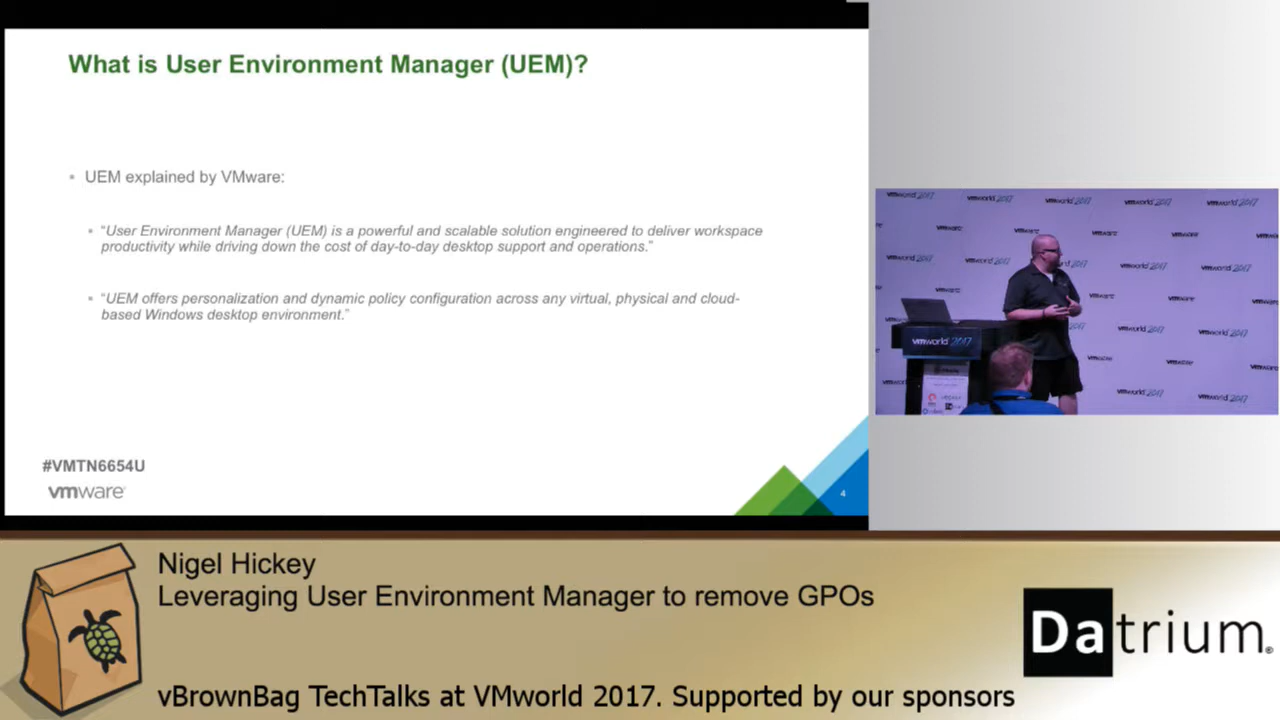 What is User Environment Manager (UEM)?
UEM explained by VMware:
"User Environment Manager (UEM) is a powerful and scalable solution engineered to deliver workspace
productivity while driving down the cost of day-to-day desktop support and operations."
"UEM offers personalization and dynamic policy configuration across any virtual, physical and cloud-
based Windows desktop environment."
#VMTN6654U
vmware
4
vmworld 2017
Nigel Hickey
Leveraging User Environment Manager to remove GPOs
Datrium
vBrownBag TechTalks at VMworld 2017. Supported by our sponsors